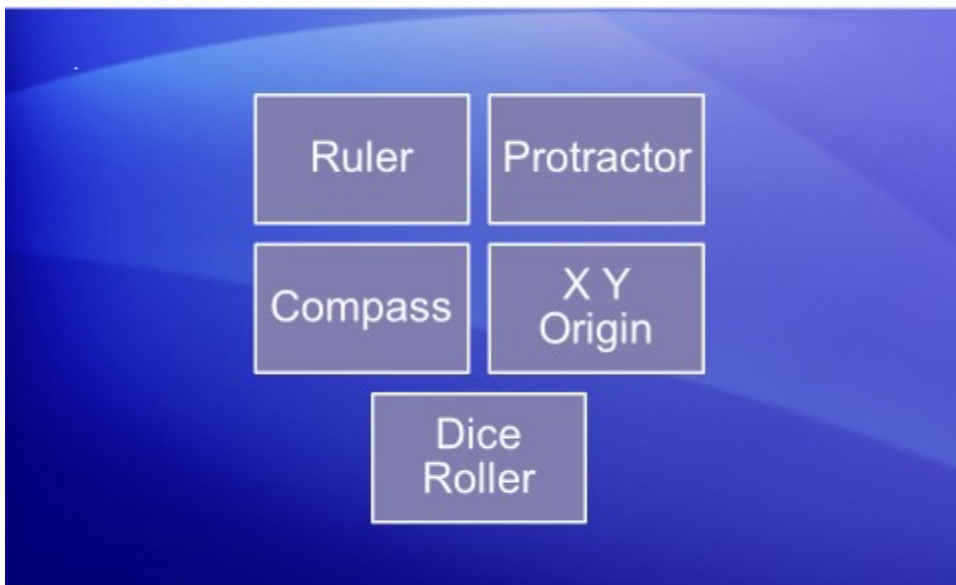 Ruler
Protractor
Compass
X Y
Origin
Dice
Roller